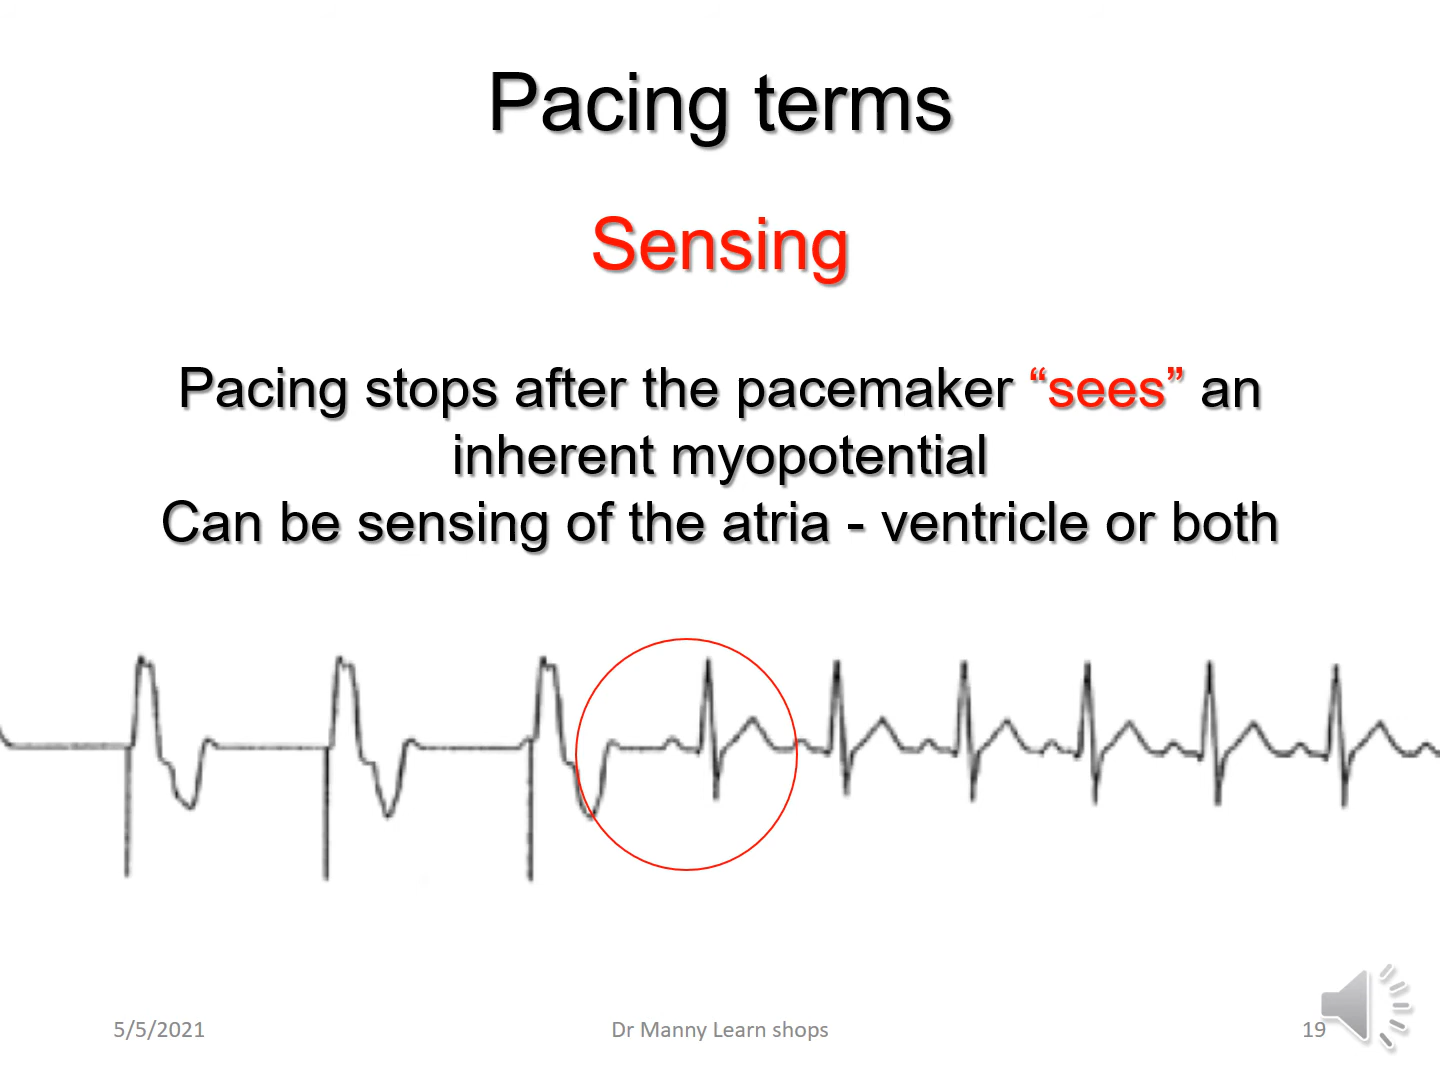 Pacing terms
Sensing
Pacing stops after the pacemaker “sees” an
inherent myopotential
Can be sensing of the atria - ventricle or both
5/5/2021
Dr Manny Learn shops
19